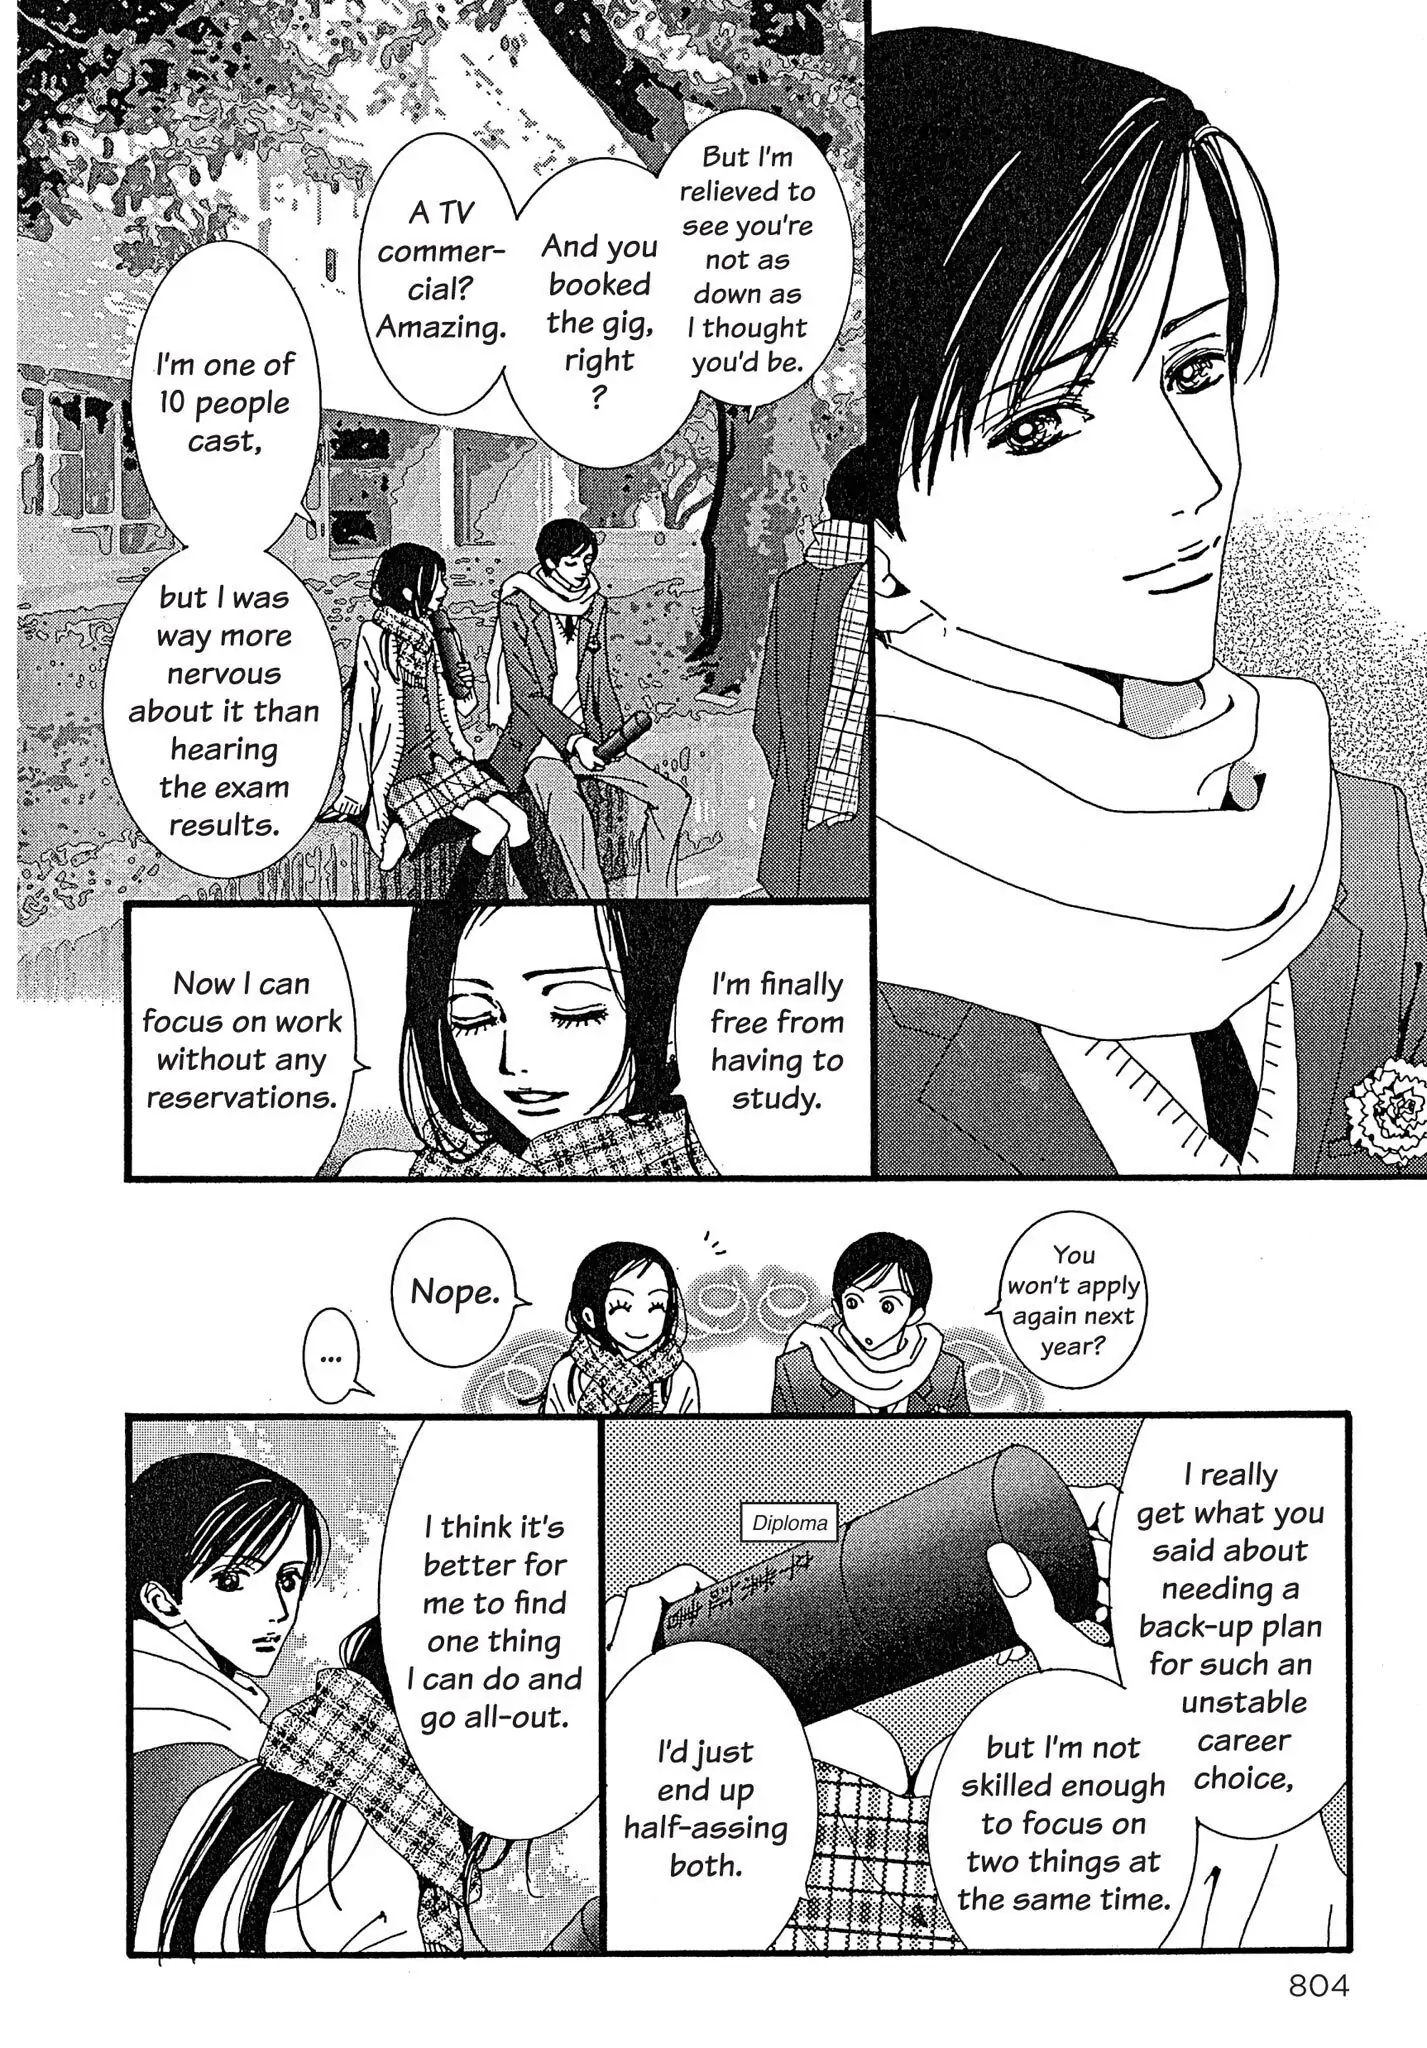 But I'm
relieved to
see you're
not as
down as
I thought
you'd be.
And you
booked
the gig,
right
?
A TV
commer-
cial?
Amazing.
I'm one of
10 people
cast,
but I was
way more
nervous
about it than
hearing
the exam
results.
I'm finally
free from
having to
study.
Now I can
focus on work
without any
reservations.
You
won't apply
again next
year?
Nope.
...
I really
get what you
said about
needing a
back-up plan
for such an
unstable
career
choice,
but I'm not
skilled enough
to focus on
two things at
the same time.
Diploma
I'd just
end up
half-assing
both.
I think it's
better for
me to find
one thing
I can do and
go all-out.
804